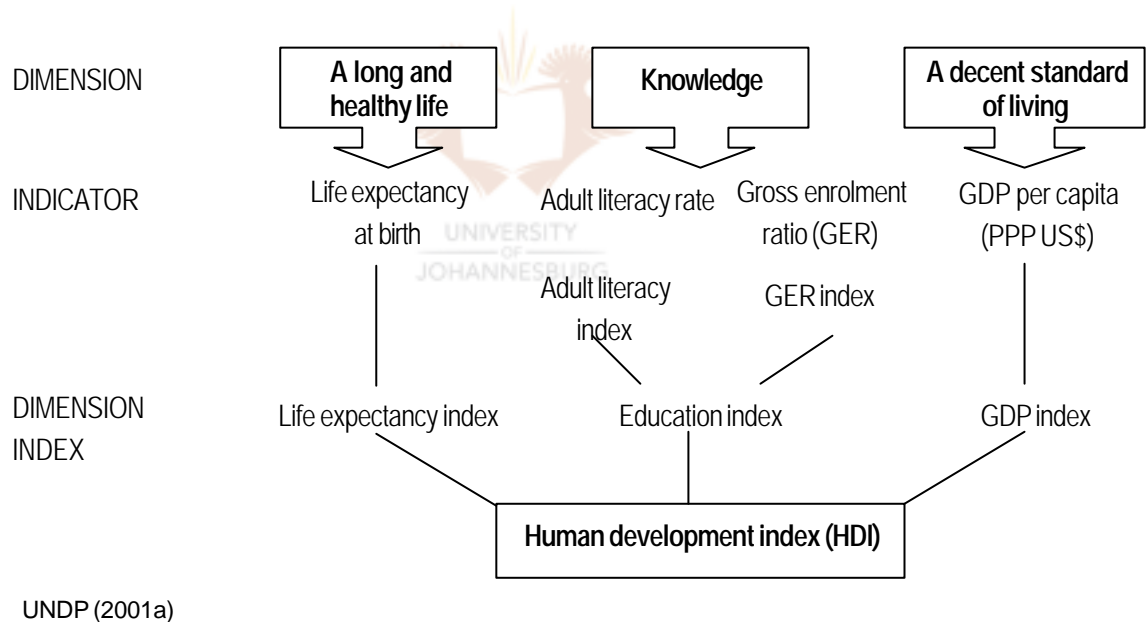 DIMENSION
A long and
healthy life
Knowledge
A decent standard
of living
INDICATOR
Life expectancy
at birth
Adult literacy rate
Gross enrolment
ratio (GER)
GDP per capita
(PPP US$)
UNIVERSITY
OF
JOHANNESBURG
Adult literacy
index
GER index
DIMENSION
INDEX
Life expectancy index
Education index
GDP index
Human development index (HDI)
UNDP (2001a)